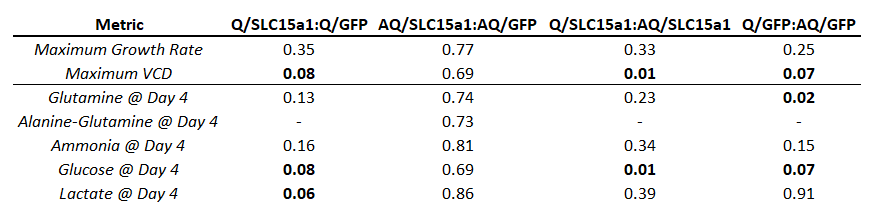 Metric Q/SLC15a1:Q/GFP AQ/SLC15a1:AQ/GFP Q/SLC15a1:AQ/SLC15a1 Q/GFP:AQ/GFP
Maximum Growth Rate 0.35 0.77 0.33 0.25
Maximum VCD 0.08 0.69 0.01 0.07
Glutamine @ Day 4 0.13 0.74 0.23 0.02
Alanine-Glutamine @ Day 4 - 0.73 - -
Ammonia @ Day 4 0.16 0.81 0.34 0.15
Glucose @ Day 4 0.08 0.69 0.01 0.07
Lactate @ Day 4 0.06 0.86 0.39 0.91